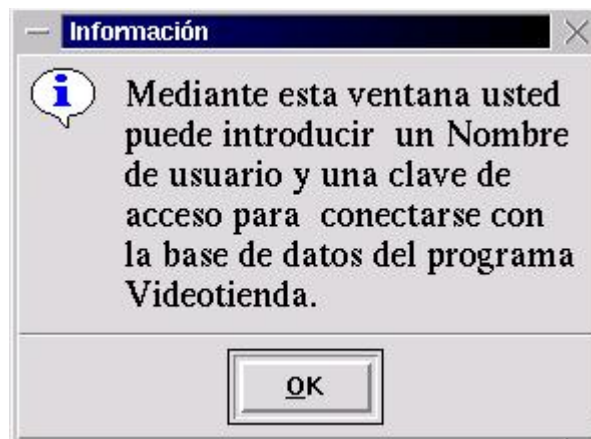 Información
Mediante esta ventana usted
puede introducir un Nombre
de usuario y una clave de
acceso para conectarse con
la base de datos del programa
Videotienda.
OK